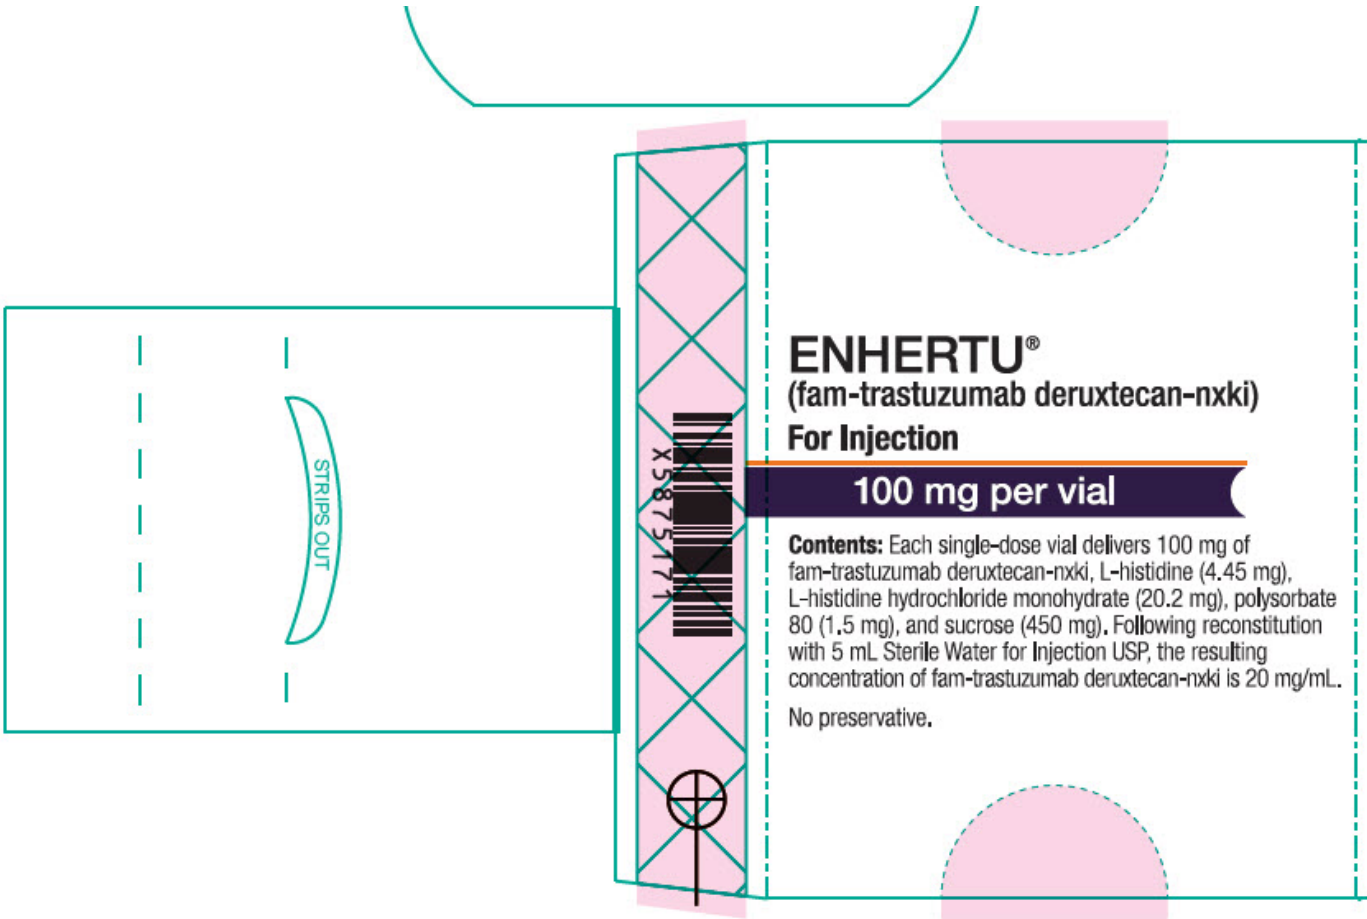 STRIPS OUT
X5875171
ENHERTU®
(fam-trastuzumab deruxtecan-nxki)
For Injection
100 mg per vial
Contents: Each single-dose vial delivers 100 mg of
fam-trastuzumab deruxtecan-nxki, L-histidine (4.45 mg),
L-histidine hydrochloride monohydrate (20.2 mg), polysorbate
80 (1.5 mg), and sucrose (450 mg). Following reconstitution
with 5 mL Sterile Water for Injection USP, the resulting
concentration of fam-trastuzumab deruxtecan-nxki is 20 mg/mL.
No preservative.